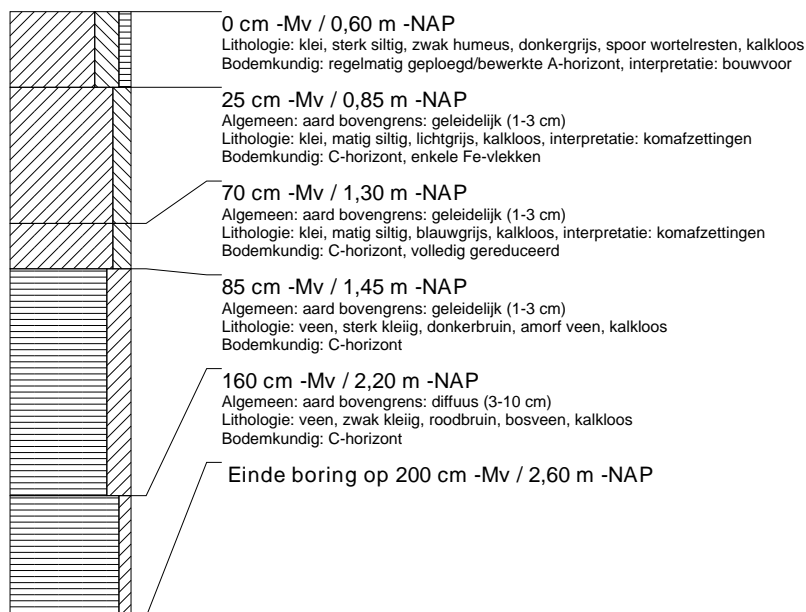 0 cm -Mv / 0,60 m -NAP
Lithologie: klei, sterk siltig, zwak humeus, donkergrijs, spoor wortelresten, kalkloos
Bodemkundig: regelmatig geploegd/bewerkte A-horizont, interpretatie: bouwvoor
25 cm -Mv / 0,85 m -NAP
Algemeen: aard bovengrens: geleidelijk (1-3 cm)
Lithologie: klei, matig siltig, lichtgrijs, kalkloos, interpretatie: komafzettingen
Bodemkundig: C-horizont, enkele Fe-vlekken
70 cm -Mv / 1,30 m -NAP
Algemeen: aard bovengrens: geleidelijk (1-3 cm)
Lithologie: klei, matig siltig, blauwgrijs, kalkloos, interpretatie: komafzettingen
Bodemkundig: C-horizont, volledig gereduceerd
85 cm -Mv / 1,45 m -NAP
Algemeen: aard bovengrens: geleidelijk (1-3 cm)
Lithologie: veen, sterk kleiig, donkerbruin, amorf veen, kalkloos
Bodemkundig: C-horizont
160 cm -Mv / 2,20 m -NAP
Algemeen: aard bovengrens: diffuus (3-10 cm)
Lithologie: veen, zwak kleiig, roodbruin, bosveen, kalkloos
Bodemkundig: C-horizont
Einde boring op 200 cm -Mv / 2,60 m -NAP